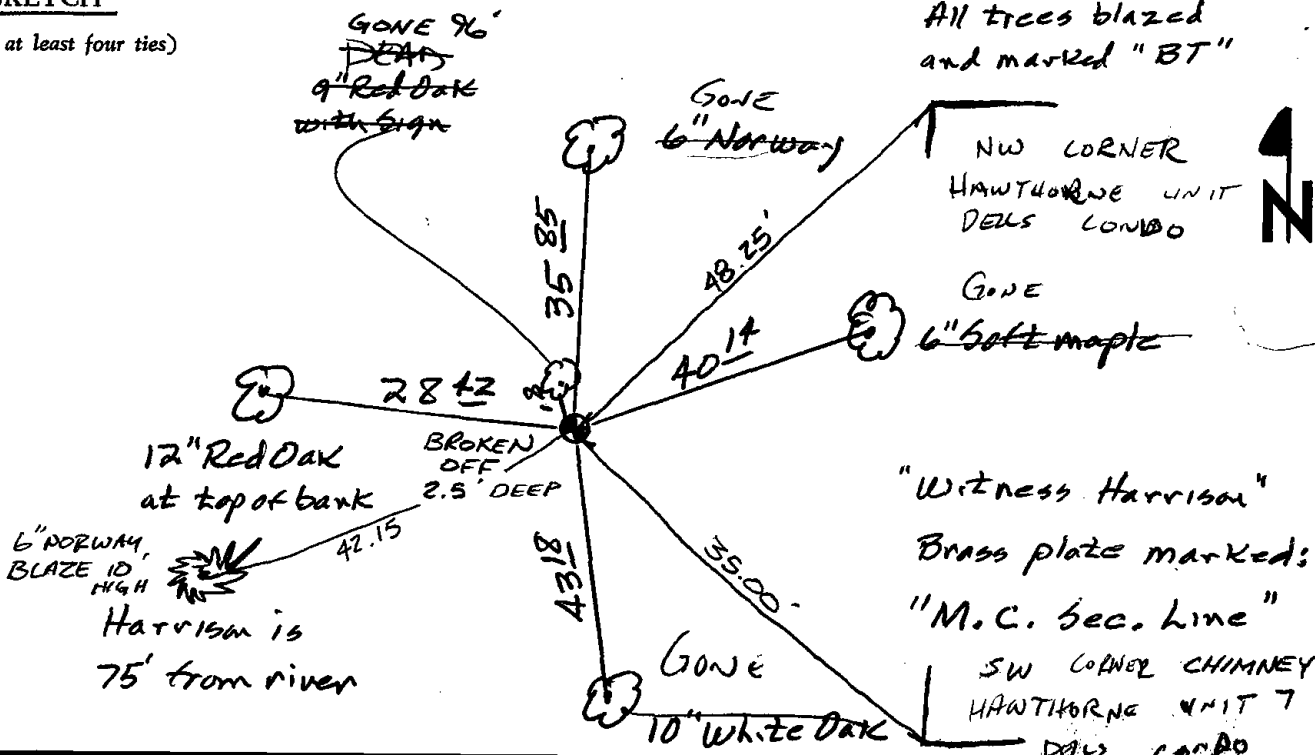 SKETCH
at least four ties)
GONE 96'
DEAD
9" Red Oak
with Sign
GONE
6" Norway
All trees blazed
and marked "BT"
NW CORNER
HAWTHORNE UNIT
DELLS CONDO
N
35 85
48.25'
GONE
6" Soft maple
40 14
28 42
12" Red Oak
at top of bank
BROKEN
OFF
2.5' DEEP
6" NORWAY,
BLAZE 10'
HIGH
42.15
Harrison is
75' from river
43 18
35.00
GONE
10" White Oak
"Witness Harrison"
Brass plate marked:
"M.C. Sec. Line"
SW CORNER CHIMNEY
HAWTHORNE UNIT 7
DELLS CONDO